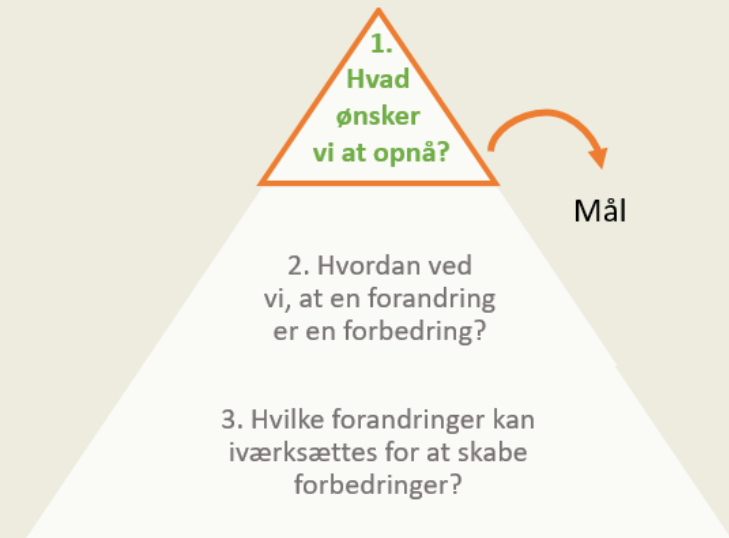 1.
Hvad
ønsker
vi at opnå?
Mål
2. Hvordan ved
vi, at en forandring
er en forbedring?
3. Hvilke forandringer kan
iværksættes for at skabe
forbedringer?